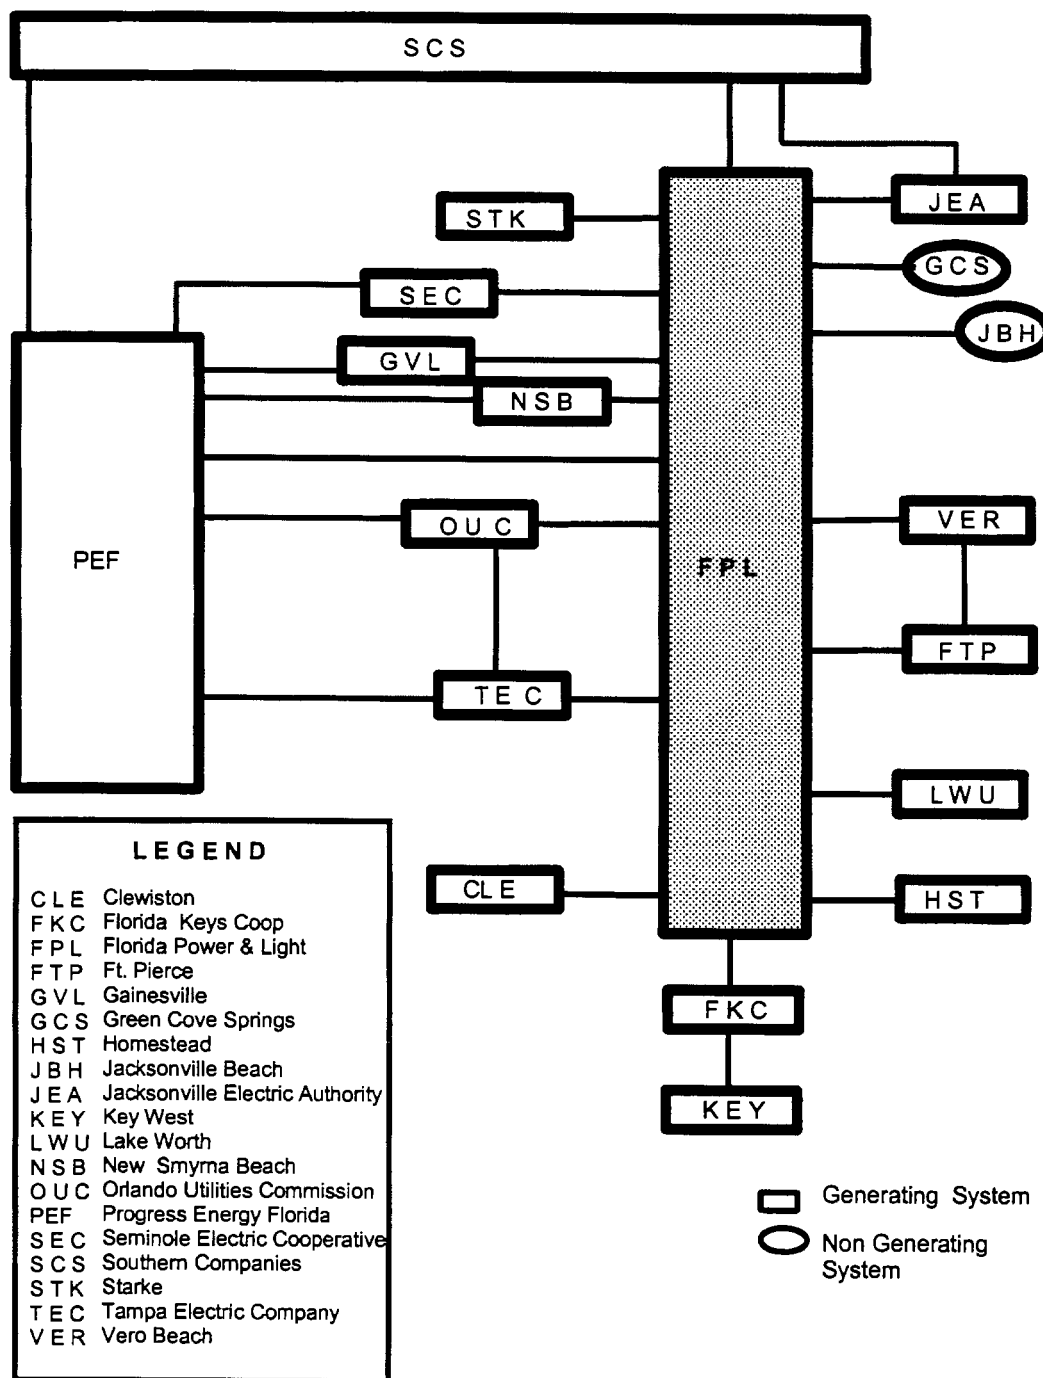 SCS
JEA
STK
GCS
SEC
JBH
GVL
NSB
OUC
VER
PEF
FPL
FTP
TEC
LWU
CLE
HST
FKC
KEY
LEGEND
CLE Clewiston
FKC Florida Keys Coop
FPL Florida Power & Light
FTP Ft. Pierce
GVL Gainesville
GCS Green Cove Springs
HST Homestead
JBH Jacksonville Beach
JEA Jacksonville Electric Authority
KEY Key West
LWU Lake Worth
NSB New Smyrna Beach
OUC Orlando Utilities Commission
PEF Progress Energy Florida
SEC Seminole Electric Cooperative
SCS Southern Companies
STK Starke
TEC Tampa Electric Company
VER Vero Beach
Generating System
Non Generating
System